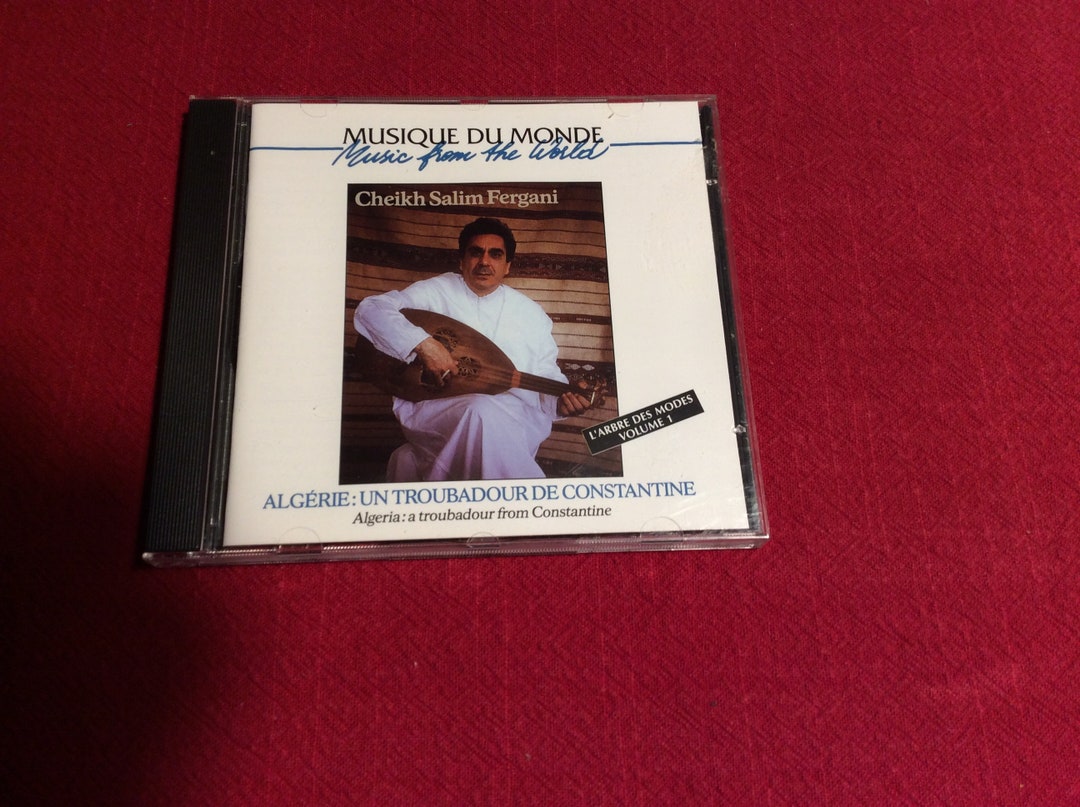 MUSIQUE DU MONDE
Music from the World
Cheikh Salim Fergani
L'ARBRE DES MODES
VOLUME 1
ALGÉRIE : UN TROUBADOUR DE CONSTANTINE
Algeria : a troubadour from Constantine